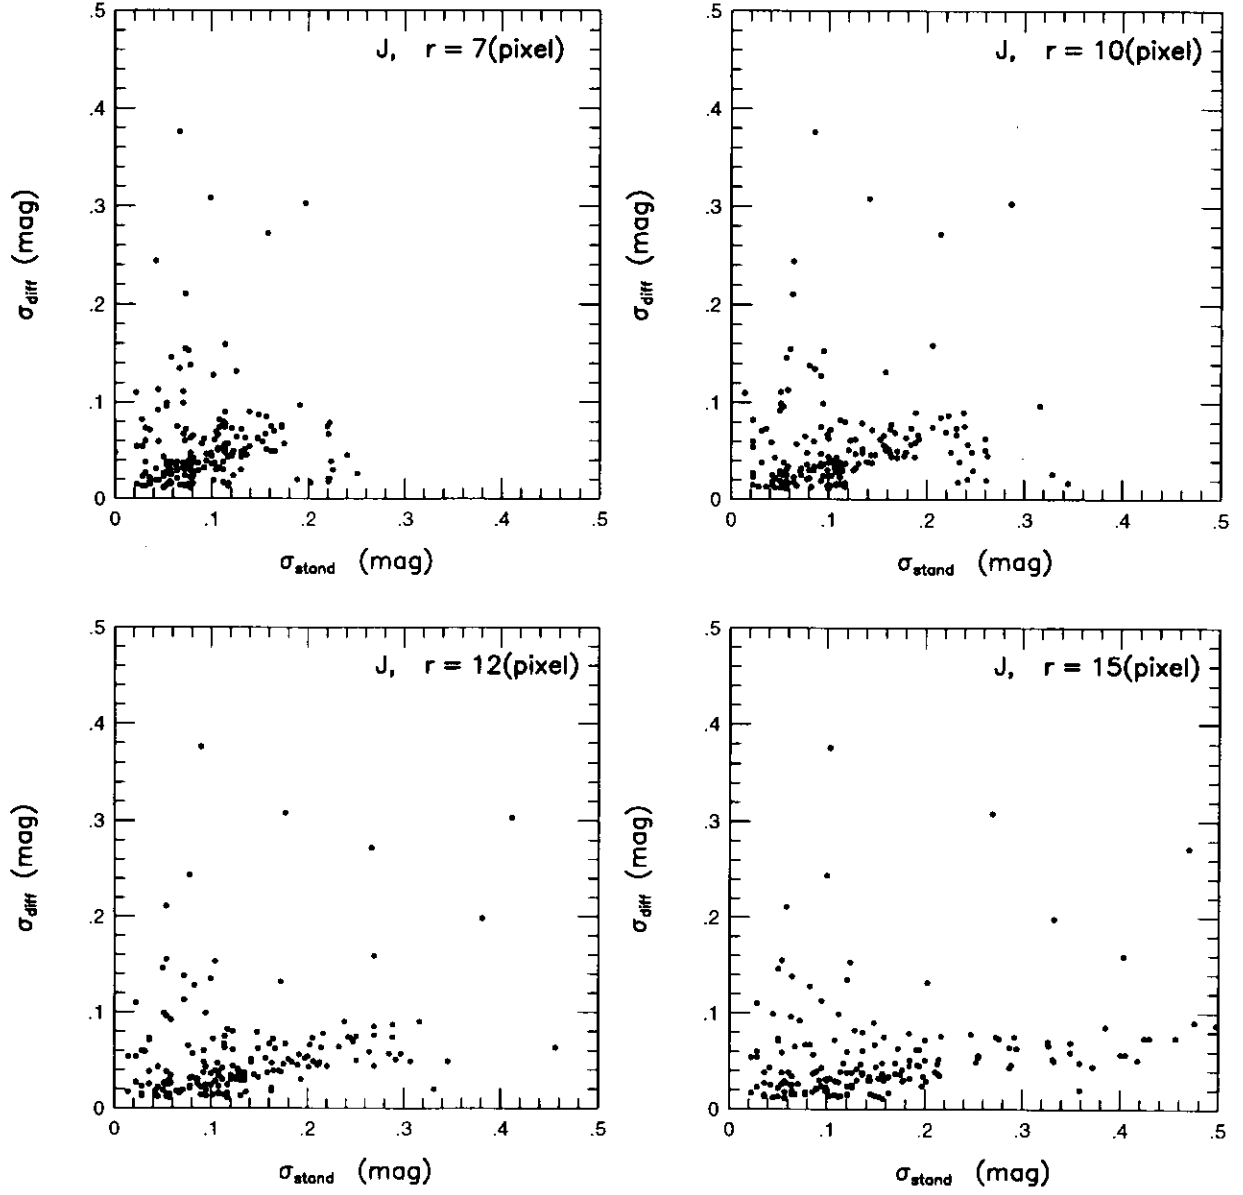 J, r = 7(pixel)
.5
.4
.3
.2
.1
0
σdiff (mag)
0 .1 .2 .3 .4 .5
σstand (mag)
J, r = 10(pixel)
.5
.4
.3
.2
.1
0
σdiff (mag)
0 .1 .2 .3 .4 .5
σstand (mag)
J, r = 12(pixel)
.5
.4
.3
.2
.1
0
σdiff (mag)
0 .1 .2 .3 .4 .5
σstand (mag)
J, r = 15(pixel)
.5
.4
.3
.2
.1
0
σdiff (mag)
0 .1 .2 .3 .4 .5
σstand (mag)